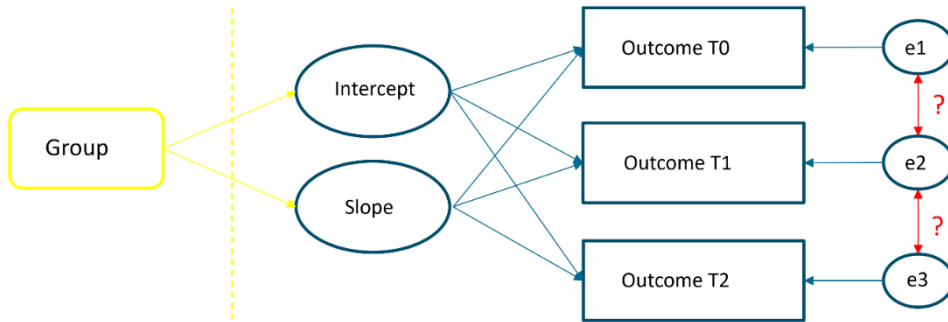 Group
Intercept
Slope
Outcome T0
Outcome T1
Outcome T2
e1
?
e2
?
e3